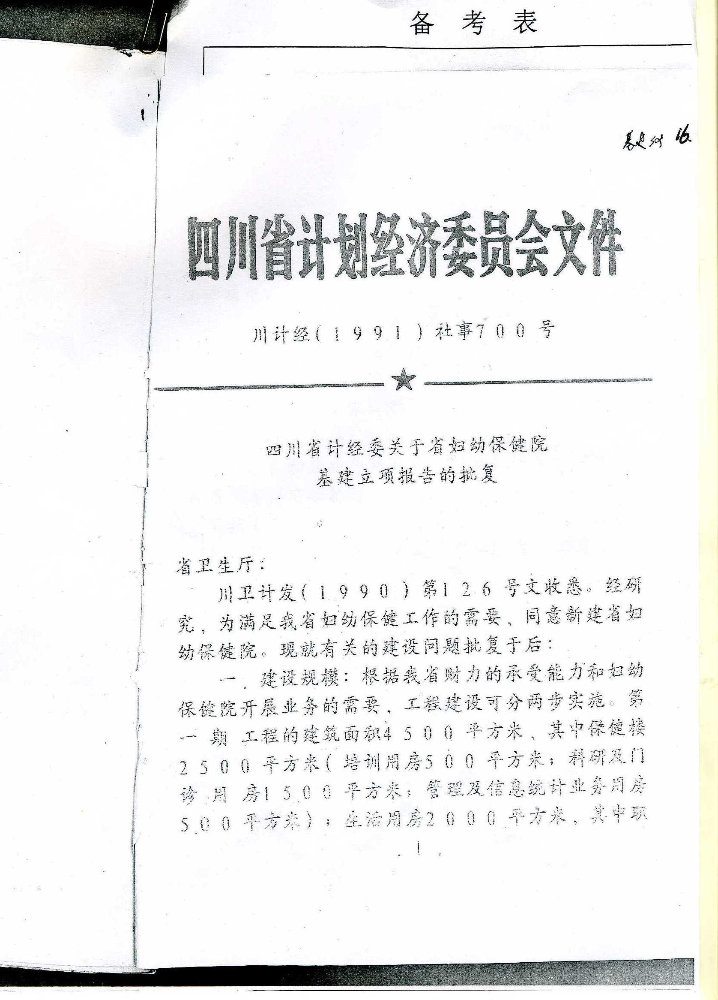 备考表
16.
四川省计划经济委员会文件
川计经(1991)社事700号
四川省计经委关于省妇幼保健院
基建立项报告的批复
省卫生厅：
川卫计发(1990)第126号文收悉。经研
究，为满足我省妇幼保健工作的需要，同意新建省妇
幼保健院。现就有关的建设问题批复于后：
一．建设规模：根据我省财力的承受能力和妇幼
保健院开展业务的需要，工程建设可分两步实施。第
一期工程的建筑面积4500平方米，其中保健楼
2500平方米(培训用房500平方米；科研及门
诊用房1500平方米；管理及信息统计业务用房
500平方米)；生活用房2000平方米，其中职
1